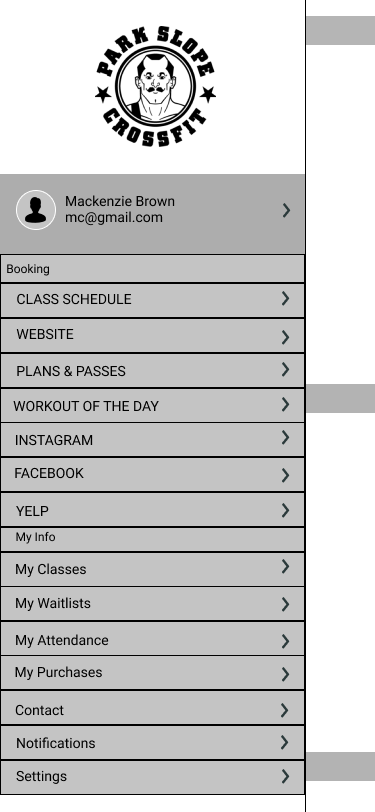 PARK SLOPE
CROSSFIT
Mackenzie Brown
mc@gmail.com
Booking
CLASS SCHEDULE
WEBSITE
PLANS & PASSES
WORKOUT OF THE DAY
INSTAGRAM
FACEBOOK
YELP
My Info
My Classes
My Waitlists
My Attendance
My Purchases
Contact
Notifications
Settings